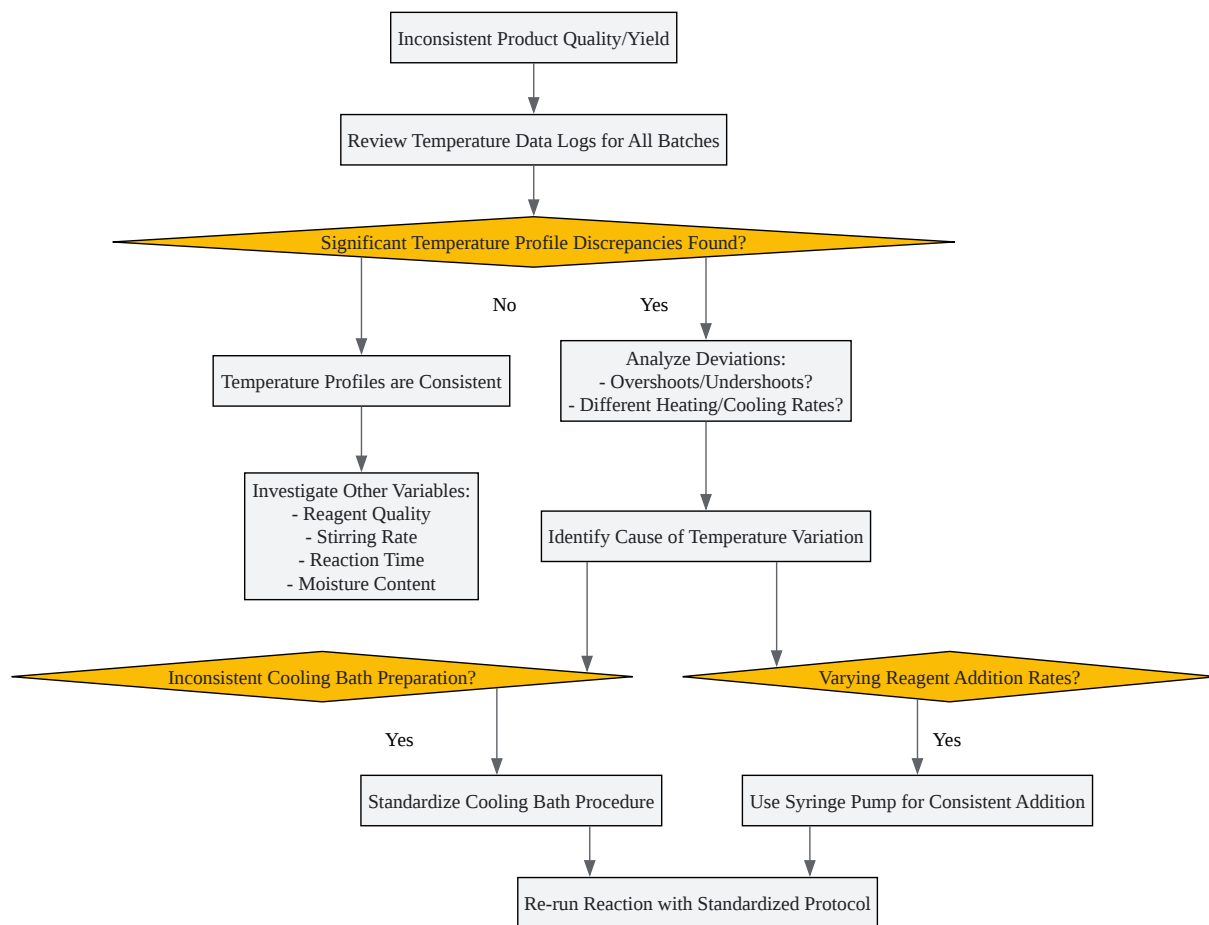 Inconsistent Product Quality/Yield
Review Temperature Data Logs for All Batches
Significant Temperature Profile Discrepancies Found?
No
Yes
Temperature Profiles are Consistent
Analyze Deviations:
- Overshoots/Undershoots?
- Different Heating/Cooling Rates?
Investigate Other Variables:
- Reagent Quality
- Stirring Rate
- Reaction Time
- Moisture Content
Identify Cause of Temperature Variation
Inconsistent Cooling Bath Preparation?
Varying Reagent Addition Rates?
Yes
Yes
Standardize Cooling Bath Procedure
Use Syringe Pump for Consistent Addition
Re-run Reaction with Standardized Protocol